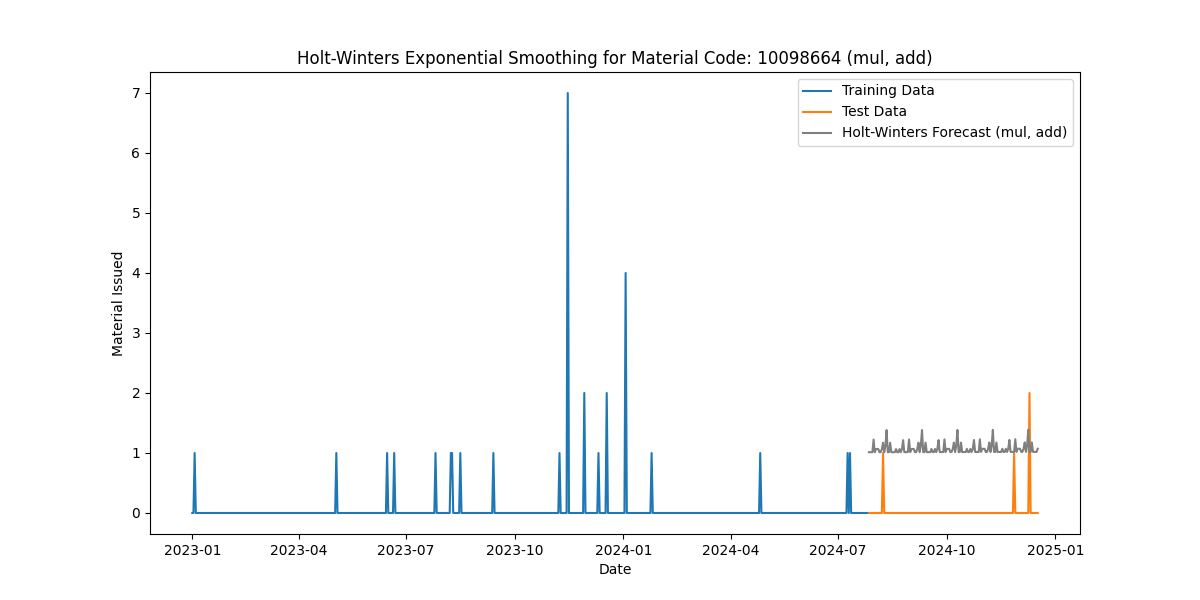 Holt-Winters Exponential Smoothing for Material Code: 10098664 (mul, add)
Training Data
Test Data
Holt-Winters Forecast (mul, add)
Material Issued
7
6
5
4
3
2
1
0
2023-01
2023-04
2023-07
2023-10
2024-01
2024-04
2024-07
2024-10
2025-01
Date